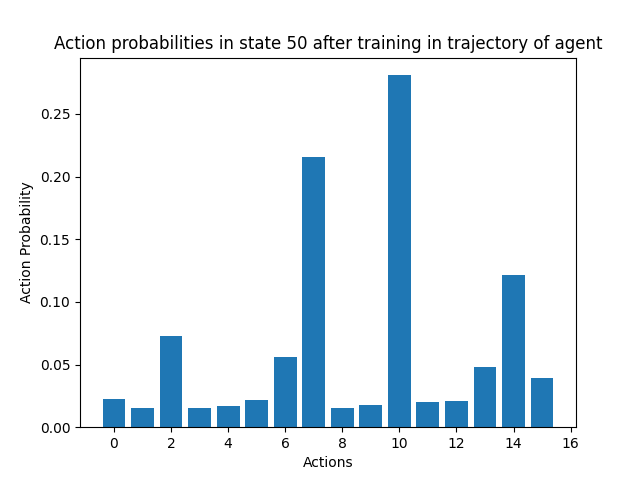 Action probabilities in state 50 after training in trajectory of agent
0.25
0.20
0.15
0.10
0.05
0.00
Action Probability
0 2 4 6 8 10 12 14 16
Actions